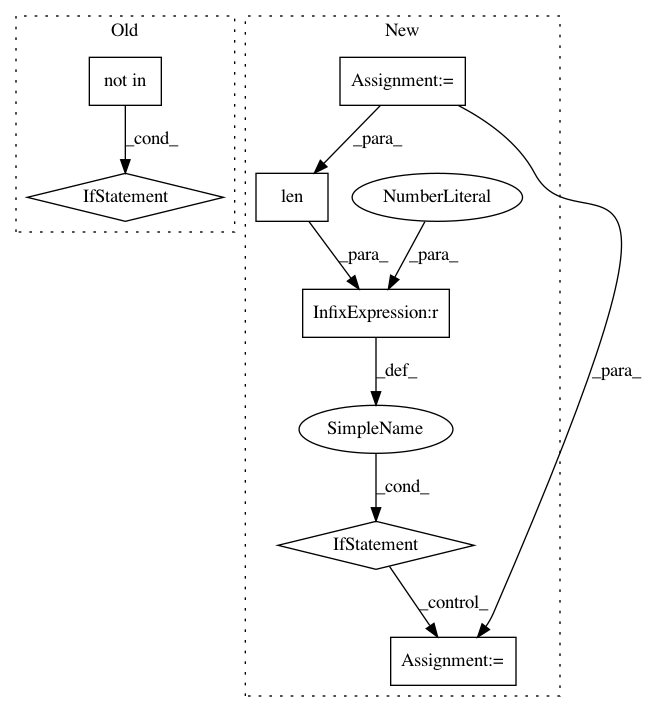 Old
New
not in
Assignment:=
_cond_
_para_
IfStatement
len
NumberLiteral
_para_
_para_
InfixExpression:r
_def_
_para_
SimpleName
_cond_
IfStatement
_control_
Assignment:=